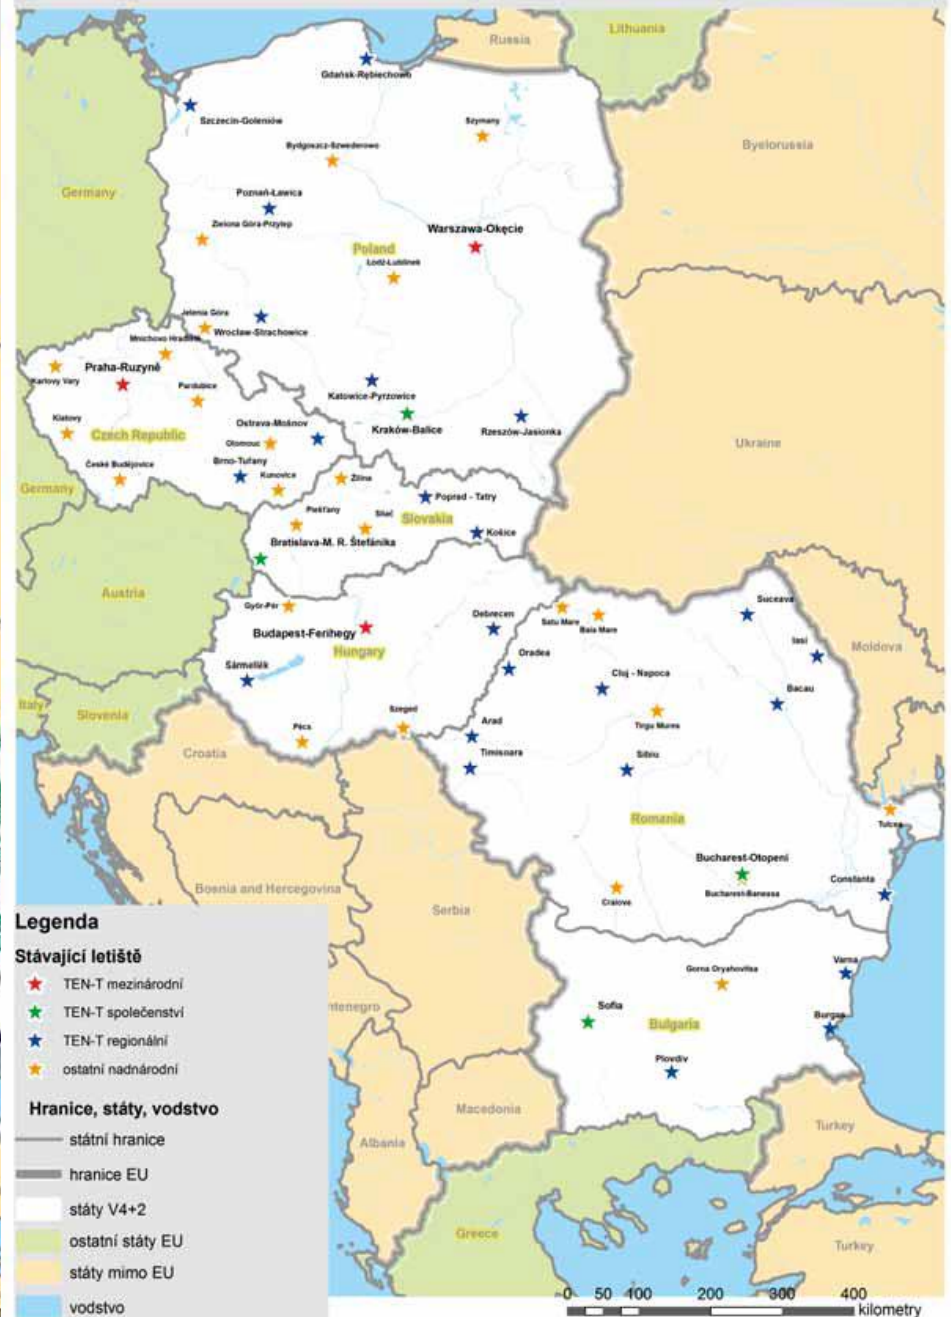 Russia
Lithuania
Gdańsk-Rębiechowo
Szczecin-Goleniów
Szymany
Bydgoszcz-Szwederowo
Byelorussia
Germany
Poznań-Ławica
Zielona Góra-Przylep
Warszawa-Okęcie
Poland
Łódź-Lublinek
Jelenia Góra
Wrocław-Strachowice
Mnichovo Hradiště
Praha-Ruzyně
Karlovy Vary
Pardubice
Katowice-Pyrzowice
Kraków-Balice
Rzeszów-Jasionka
Klatovy
Czech Republic
Ostrava-Mošnov
Olomouc
Ukraine
Brno-Tuřany
České Budějovice
Kunovice
Žilina
Germany
Poprad - Tatry
Piešťany
Sliač
Slovakia
Košice
Bratislava-M. R. Štefánika
Austria
Győr-Pér
Debrecen
Satu Mare
Baia Mare
Suceava
Budapest-Ferihegy
Hungary
Iasi
Moldova
Oradea
Sármellék
Cluj - Napoca
Bacau
Italy
Slovenia
Szeged
Arad
Tirgu Mures
Pécs
Croatia
Timisoara
Sibiu
Romania
Tulcea
Bucharest-Otopeni
Constanta
Bucharest-Baneasa
Craiova
Bosnia and Hercegovina
Serbia
Varna
Gorna Oryahovitsa
Sofia
Bulgaria
Burgas
Plovdiv
ntenegro
Macedonia
Albania
Turkey
Greece
Turkey
Legenda
Stávající letiště
TEN-T mezinárodní
TEN-T společenství
TEN-T regionální
ostatní nadnárodní
Hranice, státy, vodstvo
státní hranice
hranice EU
státy V4+2
ostatní státy EU
státy mimo EU
vodstvo
0 50 100 200 300 400
kilometry